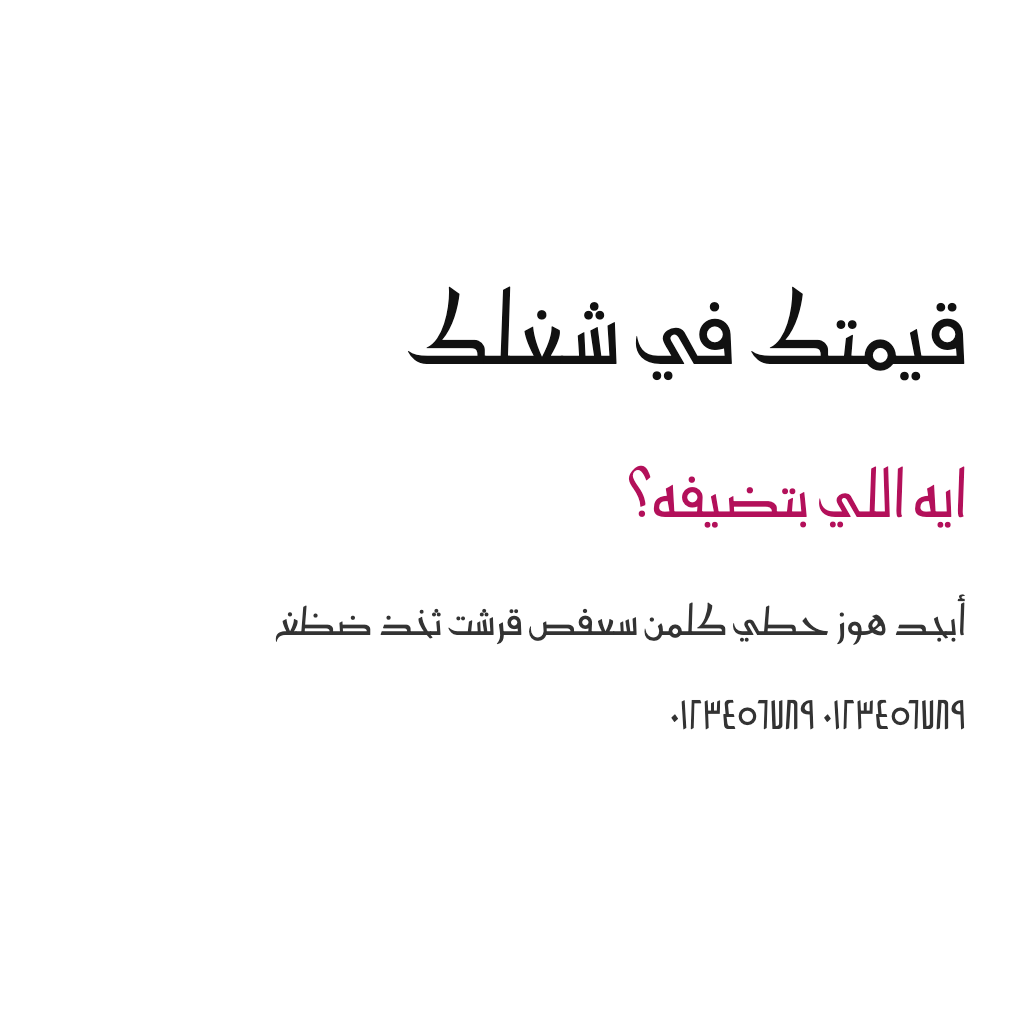 قيمتك في شغلك
ايه اللي بتضيفه؟
أبجد هوز حطي كلمن سعفص قرشت ثخذ ضظغ
٠١٢٣٤٥٦٧٨٩ ٠١٢٣٤٥٦٧٨٩